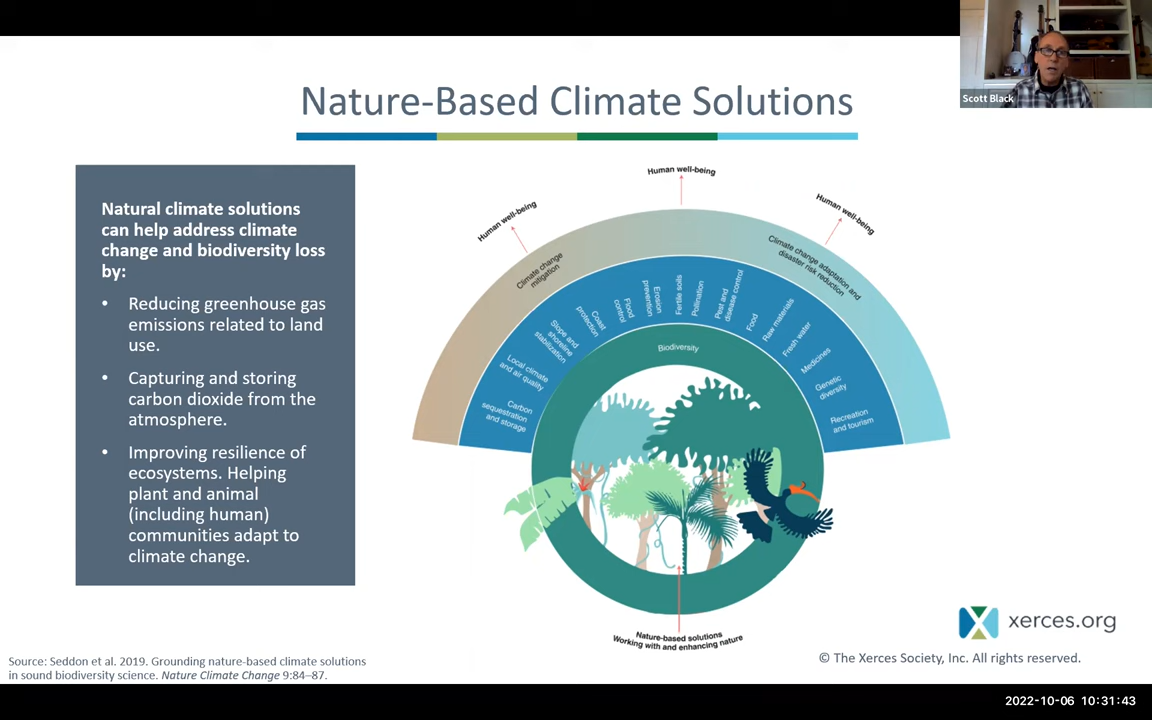 Nature-Based Climate Solutions
Scott Black
Natural climate solutions
can help address climate
change and biodiversity loss
by:
• Reducing greenhouse gas
emissions related to land
use.
• Capturing and storing
carbon dioxide from the
atmosphere.
• Improving resilience of
ecosystems. Helping
plant and animal
(including human)
communities adapt to
climate change.
Human well-being
Human well-being
Human well-being
Climate change
mitigation
Climate change adaptation and
disaster risk reduction
Carbon
sequestration
and storage
Local climate
and air quality
Slope and
shoreline
stabilization
Coast
protection
Flood
control
Erosion
prevention
Fertile soils
Pollination
Pest and
disease control
Food
Raw materials
Fresh water
Medicines
Genetic
diversity
Recreation
and tourism
Biodiversity
Nature-based solutions
Working with and enhancing nature
xerces.org
© The Xerces Society, Inc. All rights reserved.
Source: Seddon et al. 2019. Grounding nature-based climate solutions
in sound biodiversity science. Nature Climate Change 9:84–87.
2022-10-06 10:31:43